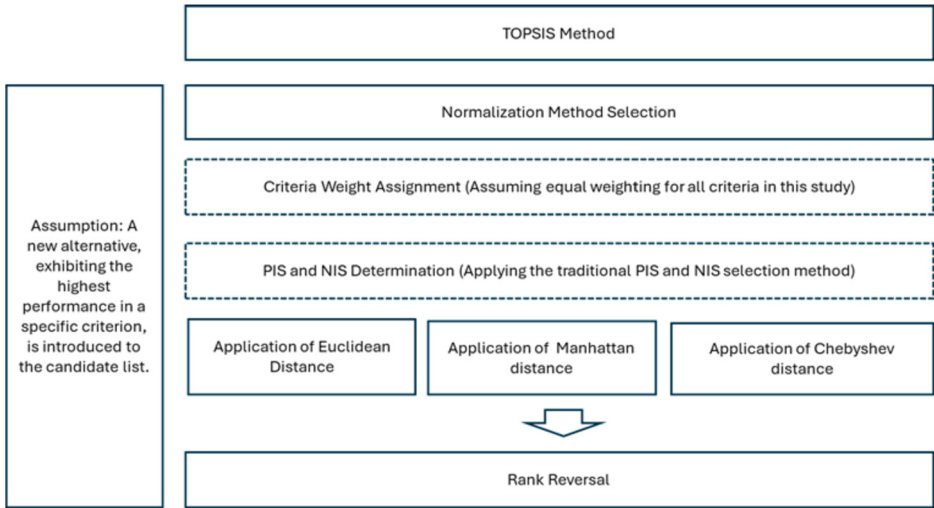 TOPSIS Method
Normalization Method Selection
Criteria Weight Assignment (Assuming equal weighting for all criteria in this study)
Assumption: A
new alternative,
exhibiting the
highest
performance in a
specific criterion,
is introduced to
the candidate list.
PIS and NIS Determination (Applying the traditional PIS and NIS selection method)
Application of Euclidean
Distance
Application of Manhattan
distance
Application of Chebyshev
distance
Rank Reversal